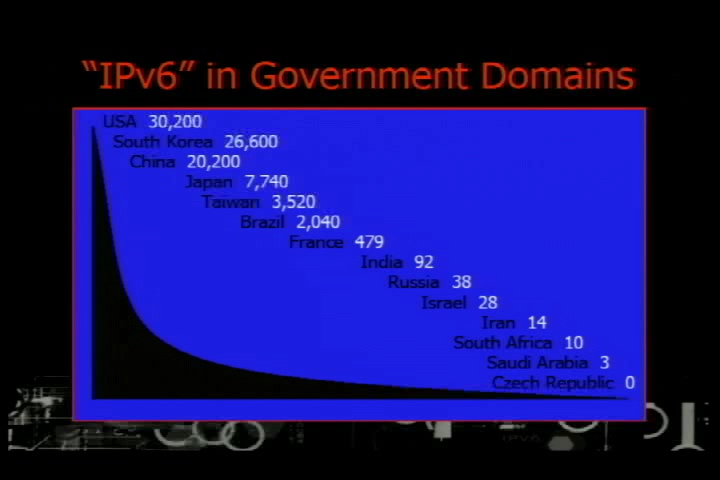 “IPv6” in Government Domains
USA 30,200
South Korea 26,600
China 20,200
Japan 7,740
Taiwan 3,520
Brazil 2,040
France 479
India 92
Russia 38
Israel 28
Iran 14
South Africa 10
Saudi Arabia 3
Czech Republic 0